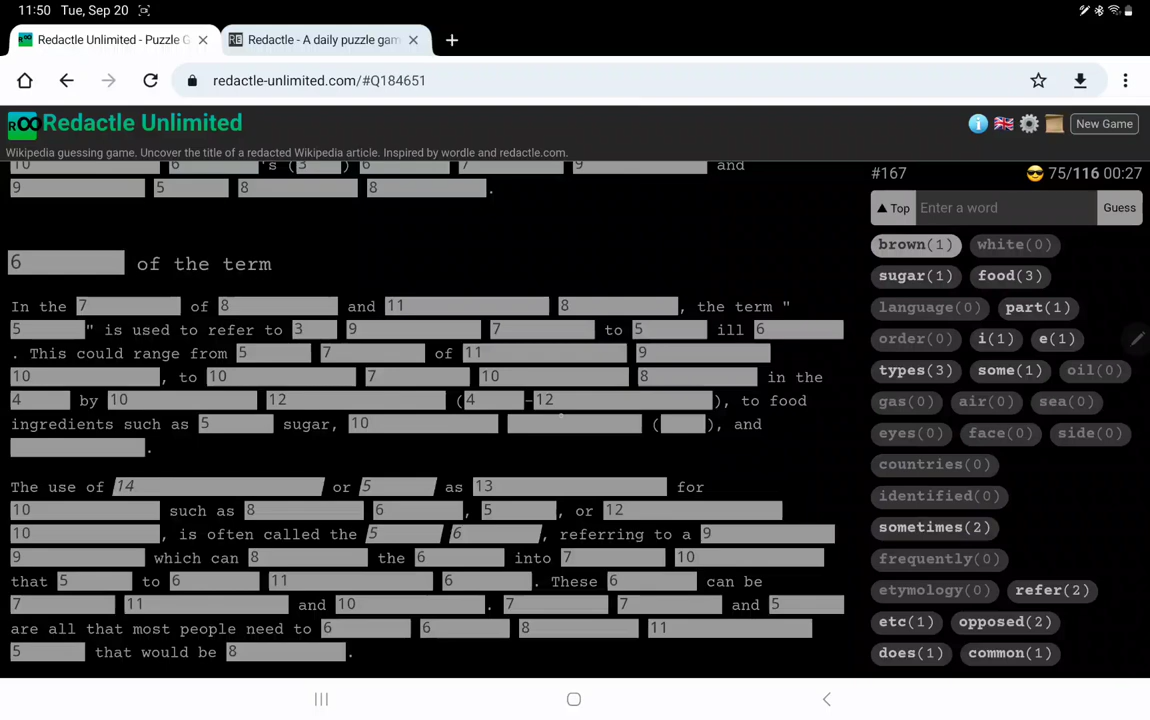 11:50 Tue, Sep 20
Redactle Unlimited - Puzzle G
Redactle - A daily puzzle gam
redactle-unlimited.com/#Q184651
Redactle Unlimited
New Game
Wikipedia guessing game. Uncover the title of a redacted Wikipedia article. Inspired by wordle and redactle.com.
10 6 's (3 ) 6 7 9 and
9 5 8 8 .
6 of the term
In the 7 of 8 and 11 8 , the term "
5 " is used to refer to 3 9 7 to 5 ill 6
. This could range from 5 7 of 11 9
10 , to 10 7 10 8 in the
4 by 10 12 (4 -12 ), to food
ingredients such as 5 sugar, 10 ( ), and
.
The use of 14 or 5 as 13 for
10 such as 8 6 , 5 , or 12
10 , is often called the 5 6 , referring to a 9
9 which can 8 the 6 into 7 10
that 5 to 6 11 6 . These 6 can be
7 11 and 10 . 7 7 and 5
are all that most people need to 6 6 8 11
5 that would be 8 .
#167 75/116 00:27
▲ Top Enter a word Guess
brown(1) white(0)
sugar(1) food(3)
language(0) part(1)
order(0) i(1) e(1)
types(3) some(1) oil(0)
gas(0) air(0) sea(0)
eyes(0) face(0) side(0)
countries(0)
identified(0)
sometimes(2)
frequently(0)
etymology(0) refer(2)
etc(1) opposed(2)
does(1) common(1)